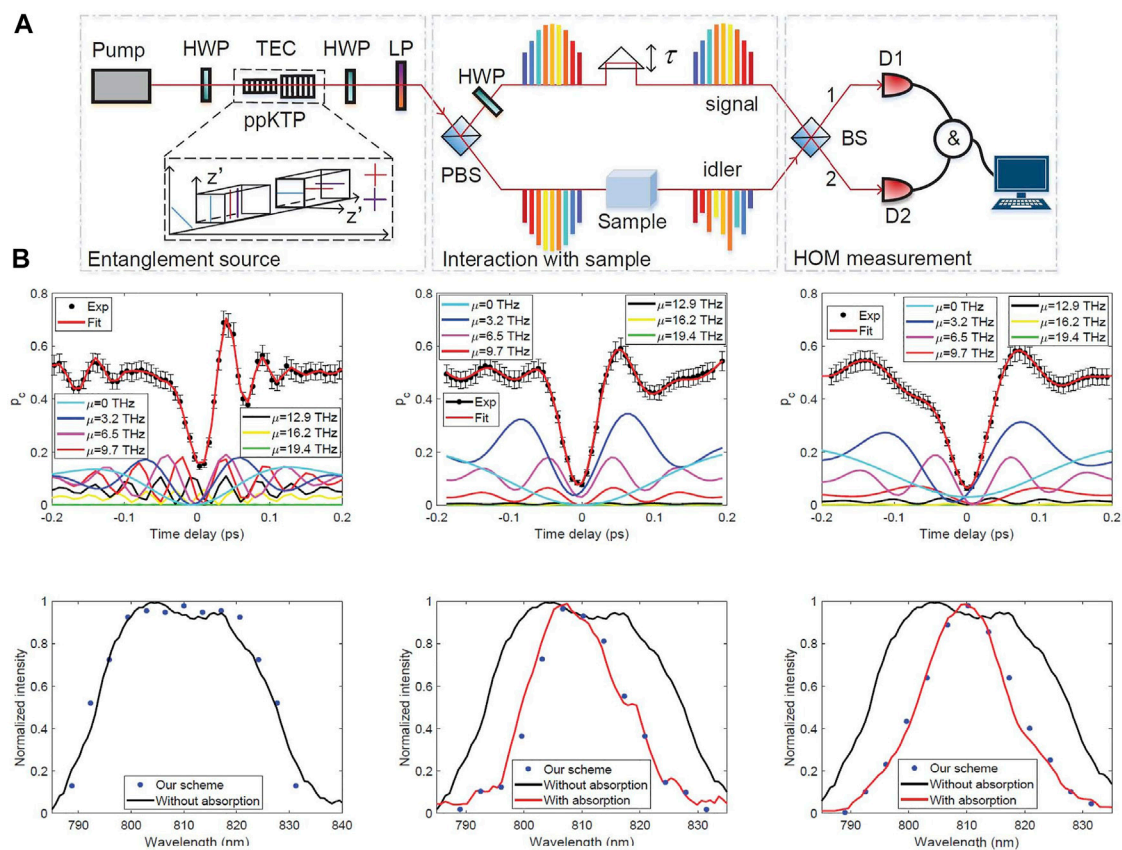 A
Pump
HWP
TEC
HWP
LP
ppKTP
z'
z'
Entanglement source
HWP
τ
signal
PBS
idler
Sample
Interaction with sample
D1
1
BS
&
2
D2
HOM measurement
B
0.8
0.6
0.4
0.2
0
p_c
Exp
Fit
μ=0 THz
μ=3.2 THz
μ=6.5 THz
μ=9.7 THz
μ=12.9 THz
μ=16.2 THz
μ=19.4 THz
-0.2 -0.1 0 0.1 0.2
Time delay (ps)
0.8
0.6
0.4
0.2
0
p_c
μ=0 THz
μ=3.2 THz
μ=6.5 THz
μ=9.7 THz
μ=12.9 THz
μ=16.2 THz
μ=19.4 THz
Exp
Fit
-0.2 -0.1 0 0.1 0.2
Time delay (ps)
0.8
0.6
0.4
0.2
0
p_c
Exp
Fit
μ=0 THz
μ=3.2 THz
μ=6.5 THz
μ=9.7 THz
μ=12.9 THz
μ=16.2 THz
μ=19.4 THz
-0.2 -0.1 0 0.1 0.2
Time delay (ps)
1
0.8
0.6
0.4
0.2
0
Normalized intensity
Our scheme
Without absorption
790 800 810 820 830 840
Wavelength (nm)
1
0.8
0.6
0.4
0.2
0
Normalized intensity
Our scheme
Without absorption
With absorption
790 800 810 820 830
Wavelength (nm)
1
0.8
0.6
0.4
0.2
0
Normalized intensity
Our scheme
Without absorption
With absorption
790 800 810 820 830
Wavelength (nm)